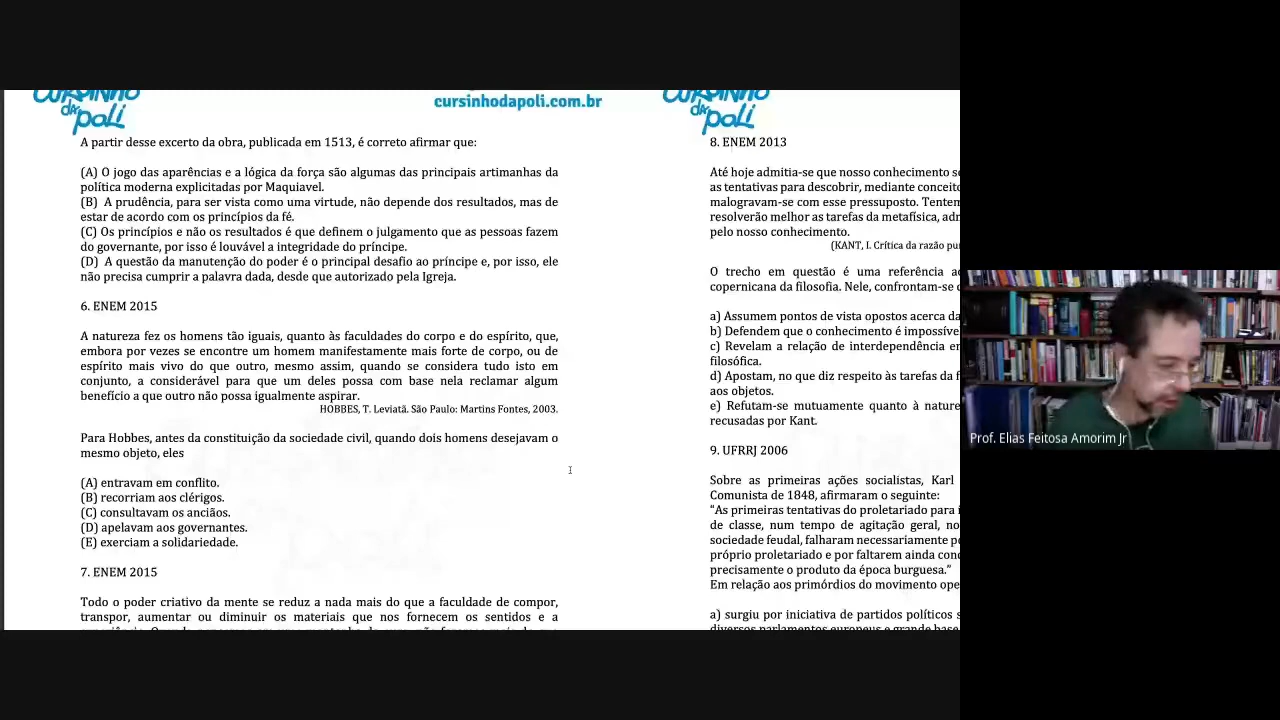 CURSINHO
da
poli
cursinhodapoli.com.br
A partir desse excerto da obra, publicada em 1513, é correto afirmar que:
(A) O jogo das aparências e a lógica da força são algumas das principais artimanhas da
política moderna explicitadas por Maquiavel.
(B) A prudência, para ser vista como uma virtude, não depende dos resultados, mas de
estar de acordo com os princípios da fé.
(C) Os princípios e não os resultados é que definem o julgamento que as pessoas fazem
do governante, por isso é louvável a integridade do príncipe.
(D) A questão da manutenção do poder é o principal desafio ao príncipe e, por isso, ele
não precisa cumprir a palavra dada, desde que autorizado pela Igreja.
6. ENEM 2015
A natureza fez os homens tão iguais, quanto às faculdades do corpo e do espírito, que,
embora por vezes se encontre um homem manifestamente mais forte de corpo, ou de
espírito mais vivo do que outro, mesmo assim, quando se considera tudo isto em
conjunto, a considerável para que um deles possa com base nela reclamar algum
benefício a que outro não possa igualmente aspirar.
HOBBES, T. Leviatã. São Paulo: Martins Fontes, 2003.
Para Hobbes, antes da constituição da sociedade civil, quando dois homens desejavam o
mesmo objeto, eles
(A) entravam em conflito.
(B) recorriam aos clérigos.
(C) consultavam os anciãos.
(D) apelavam aos governantes.
(E) exerciam a solidariedade.
7. ENEM 2015
Todo o poder criativo da mente se reduz a nada mais do que a faculdade de compor,
transpor, aumentar ou diminuir os materiais que nos fornecem os sentidos e a
CURSINHO
da
poli
8. ENEM 2013
Até hoje admitia-se que nosso conhecimento
as tentativas para descobrir, mediante
malogravam-se com esse pressuposto.
resolverão melhor as tarefas da metafísica,
pelo nosso conhecimento.
(KANT, I. Crítica da razão
O trecho em questão é uma referência
copernicana da filosofia. Nele, confrontam-se
a) Assumem pontos de vista opostos acerca
b) Defendem que o conhecimento é
c) Revelam a relação de interdependência
filosófica.
d) Apostam, no que diz respeito às tarefas da
aos objetos.
e) Refutam-se mutuamente quanto à
recusadas por Kant.
9. UFRRJ 2006
Sobre as primeiras ações socialistas, Karl
Comunista de 1848, afirmaram o seguinte:
"As primeiras tentativas do proletariado para
de classe, num tempo de agitação geral,
sociedade feudal, falharam necessariamente
próprio proletariado e por faltarem ainda
precisamente o produto da época burguesa."
Em relação aos primórdios do movimento
a) surgiu por iniciativa de partidos políticos
diversos parlamentos europeus e grande base
Prof. Elias Feitosa Amorim Jr